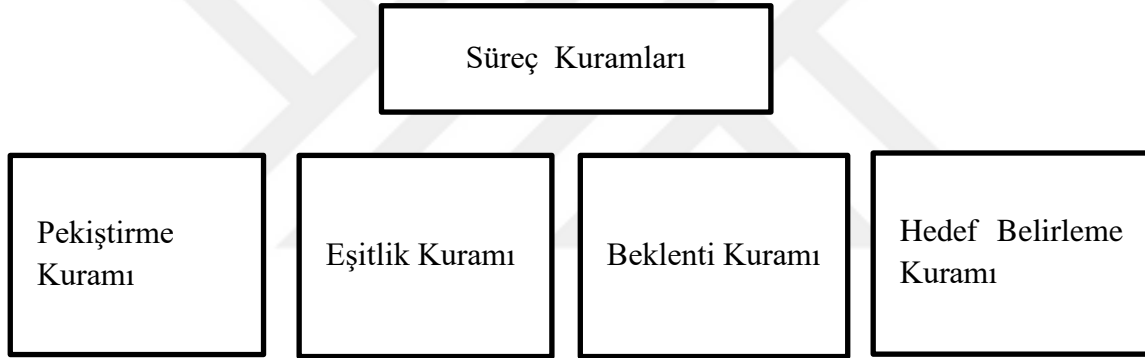 Süreç Kuramları
Pekiştirme
Kuramı
Eşitlik Kuramı
Beklenti Kuramı
Hedef Belirleme
Kuramı